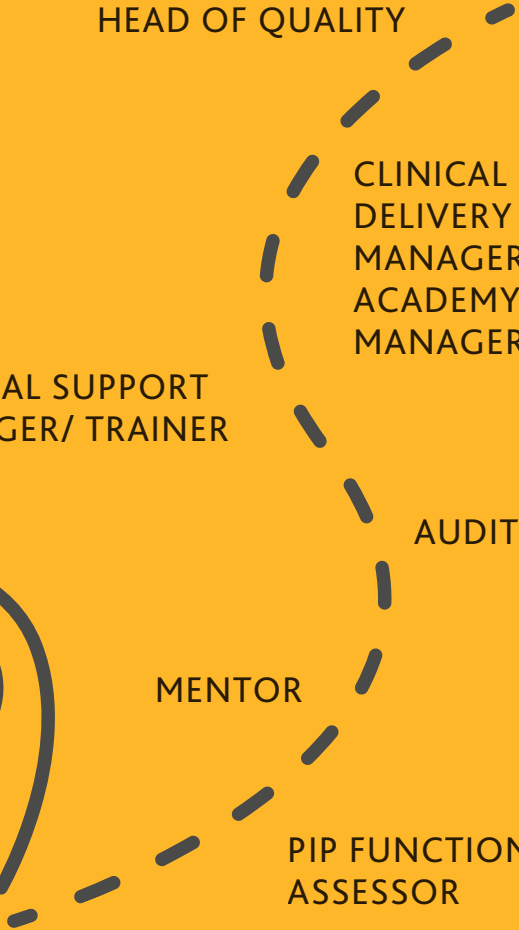 HEAD OF QUALITY
CLINICAL
DELIVERY
MANAGER
ACADEMY
MANAGER
AL SUPPORT
GER/ TRAINER
AUDIT
MENTOR
PIP FUNCTION
ASSESSOR